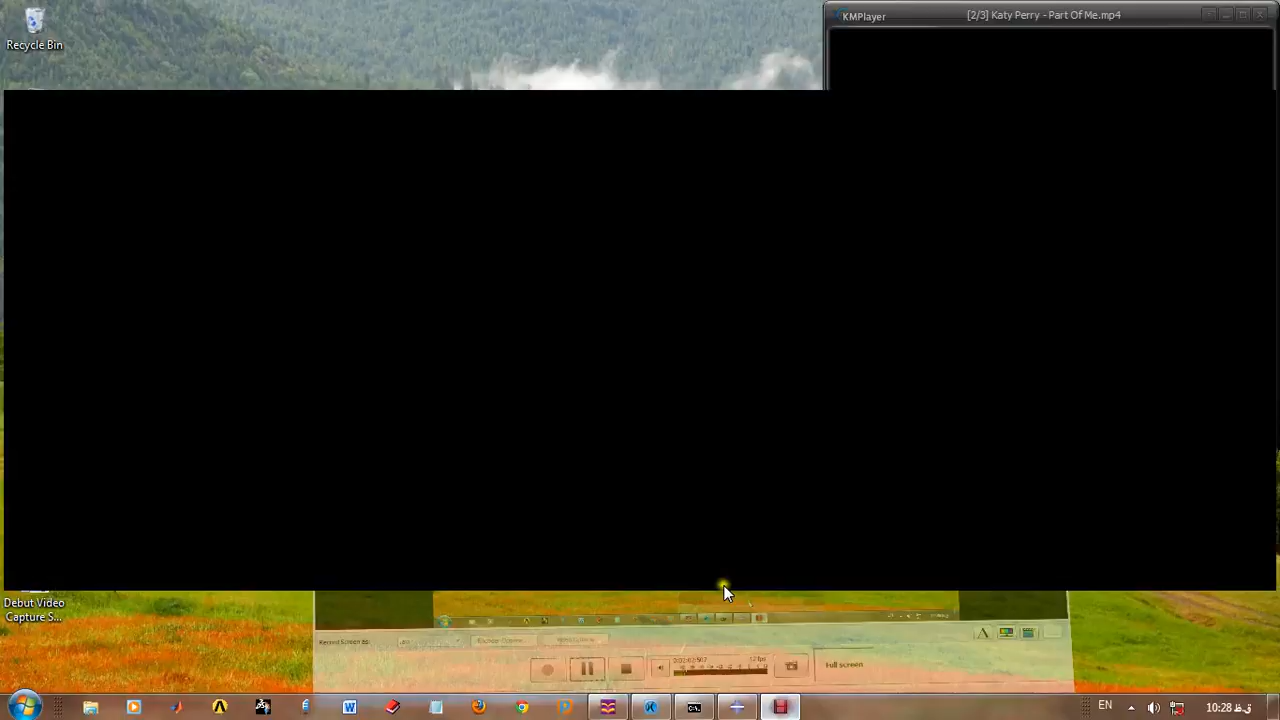 Recycle Bin
KMPlayer
[2/3] Katy Perry - Part Of Me.mp4
Debut Video
Capture S...
Full screen
EN
10:28 ق.ظ